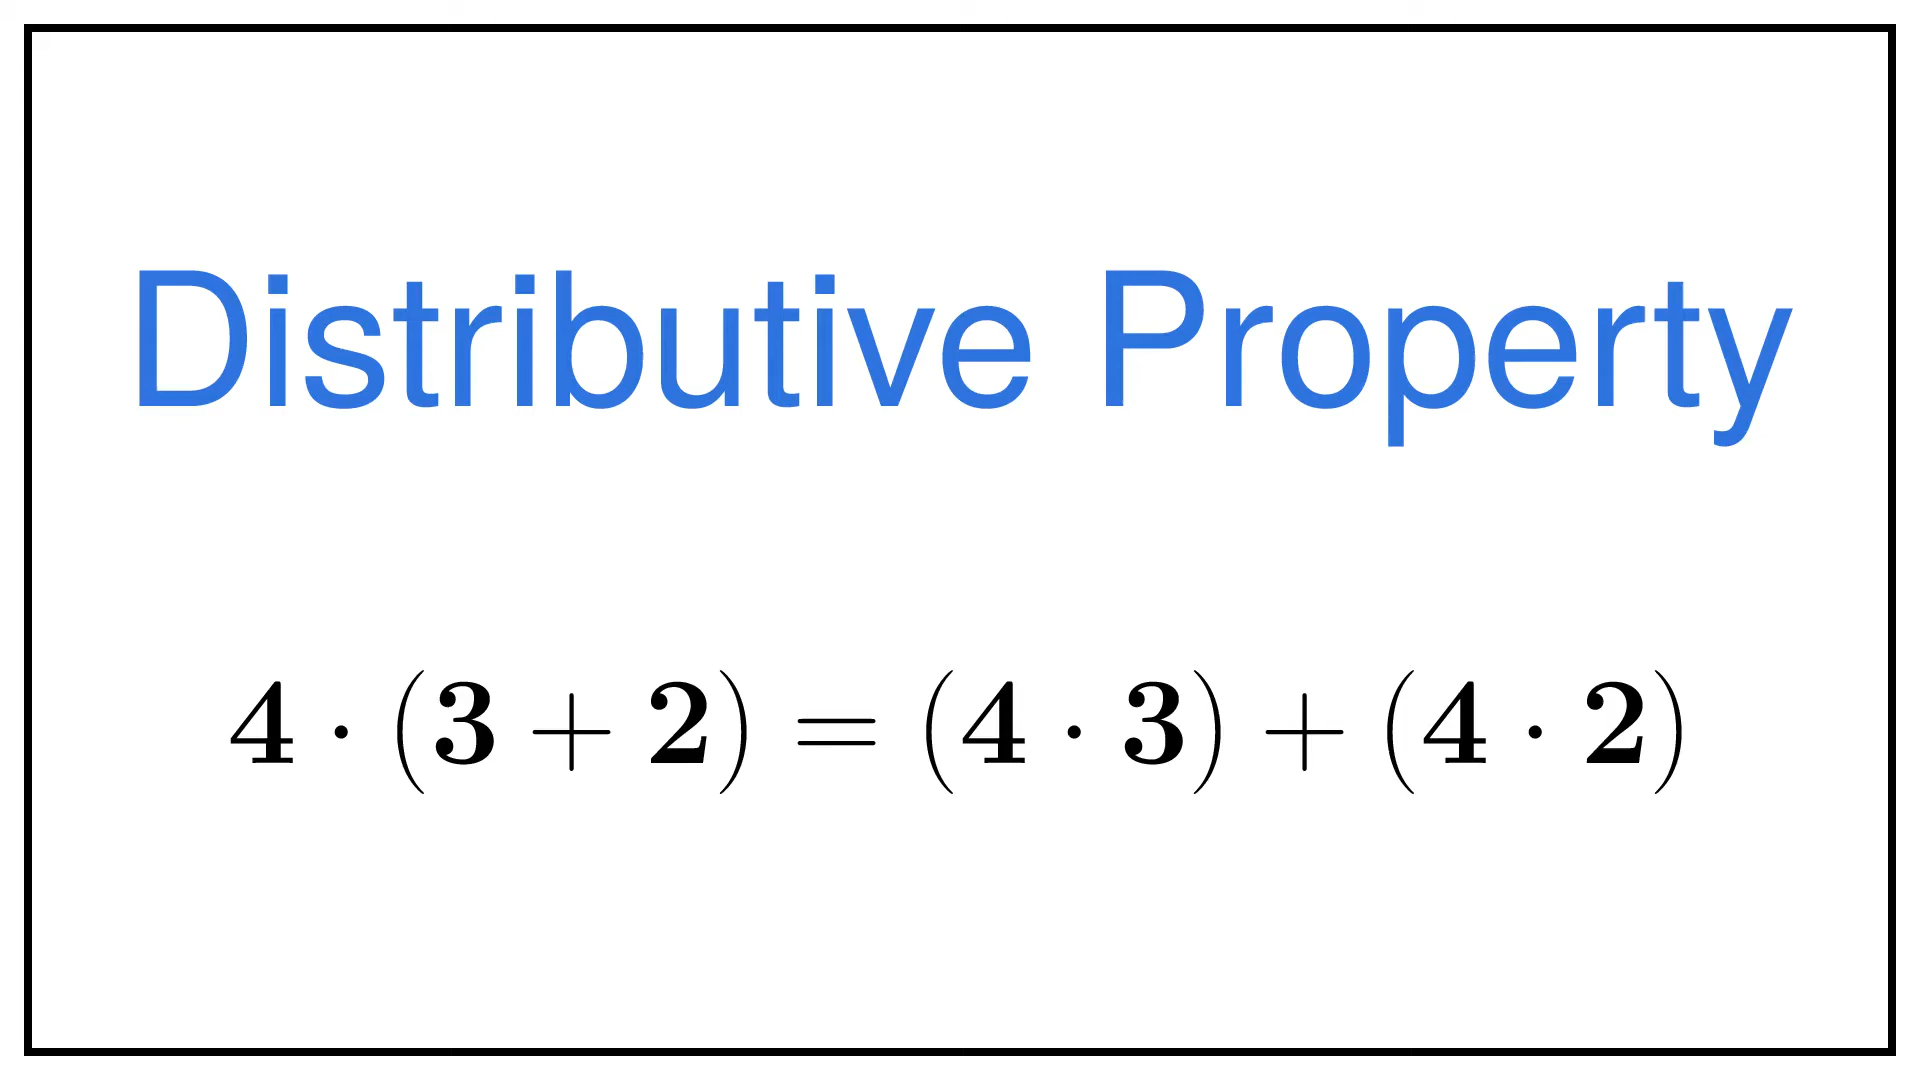 Distributive Property
4 · (3 + 2) = (4 · 3) + (4 · 2)